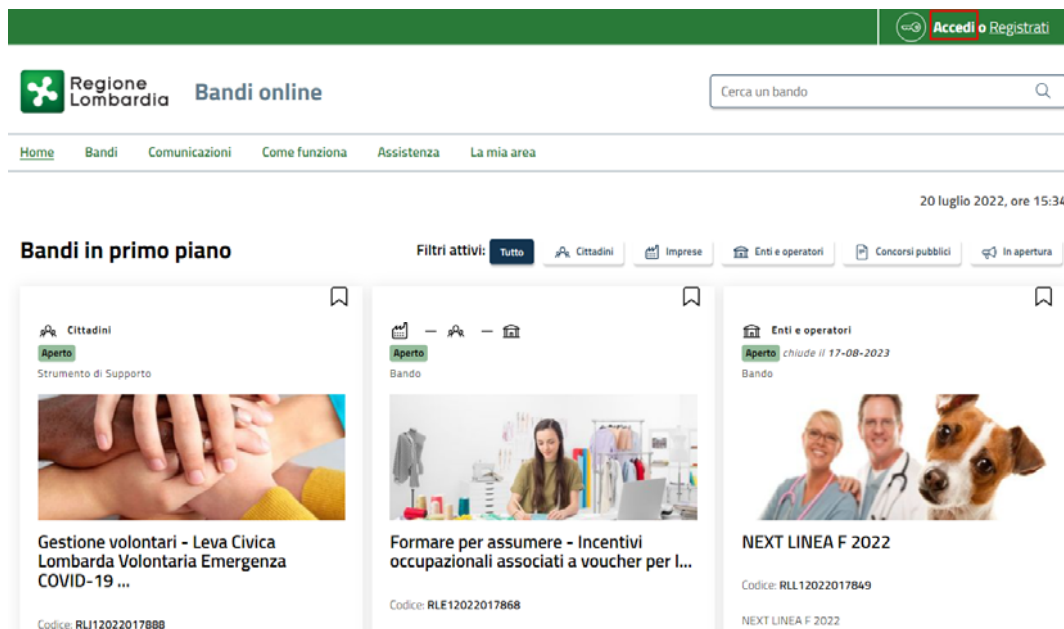 Accedi o Registrati
Regione
Lombardia
Bandi online
Cerca un bando
Home Bandi Comunicazioni Come funziona Assistenza La mia area
20 luglio 2022, ore 15:34
Bandi in primo piano
Filtri attivi: Tutto Cittadini Imprese Enti e operatori Concorsi pubblici In apertura
Cittadini
Aperto
Strumento di Supporto
Gestione volontari - Leva Civica
Lombarda Volontaria Emergenza
COVID-19 ...
Codice: RLI12022017888
Aperto
Bando
Formare per assumere - Incentivi
occupazionali associati a voucher per l...
Codice: RLE12022017868
Enti e operatori
Aperto chiude il 17-08-2023
Bando
NEXT LINEA F 2022
Codice: RLL12022017849
NEXT LINEA F 2022